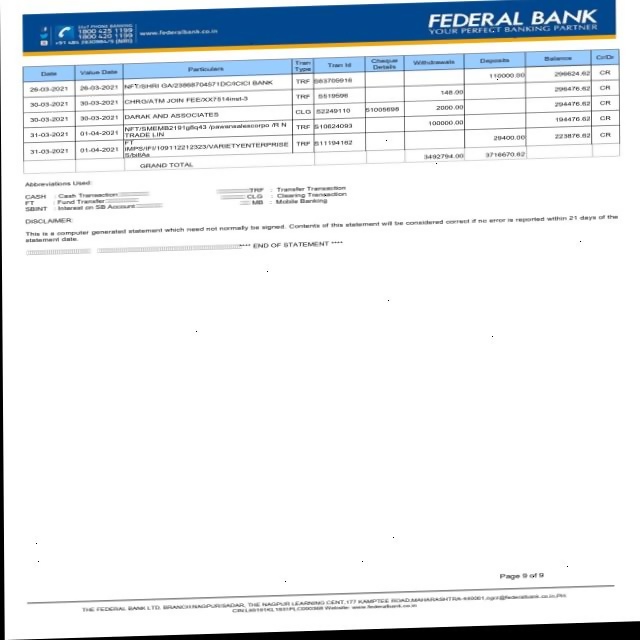 24x7 PHONE BANKING
1800 425 1199
1800 420 1199
+91 484 2630994/5 (NRI)
www.federalbank.co.in
FEDERAL BANK
YOUR PERFECT BANKING PARTNER
Date Value Date Particulars Tran Type Tran Id Cheque Details Withdrawals Deposits Balance Cr/Dr
26-03-2021 26-03-2021 NFT/SHRI GA/23868704571DC/ICICI BANK TRF S63705916 110000.00 296624.62 CR
30-03-2021 30-03-2021 CHRG/ATM JOIN FEE/XX7514inst-3 TRF S519596 148.00 296476.62 CR
30-03-2021 30-03-2021 DARAK AND ASSOCIATES CLG S2249110 51005698 2000.00 294476.62 CR
31-03-2021 01-04-2021 NFT/SMEMB2191g8q43 /pawansalescorpo /R N TRADE LIN TRF S10624093 100000.00 194476.62 CR
31-03-2021 01-04-2021 FT IMPS/IFI/109112212323/VARIETYENTERPRISE TRF S11194162 29400.00 223876.62 CR
GRAND TOTAL 3492794.00 3716670.62
Abbreviations Used:
CASH : Cash Transaction TRF : Transfer Transaction
FT : Fund Transfer CLG : Clearing Transaction
SBINT : Interest on SB Account MB : Mobile Banking
DISCLAIMER:
This is a computer generated statement which need not normally be signed. Contents of this statement will be considered correct if no error is reported within 21 days of the
statement date.
**** END OF STATEMENT ****
Page 9 of 9
THE FEDERAL BANK LTD. BRANCH:NAGPUR/SADAR, THE NAGPUR LEARNING CENT,177 KAMPTEE ROAD,MAHARASHTRA-440001,
Website: www.federalbank.co.in